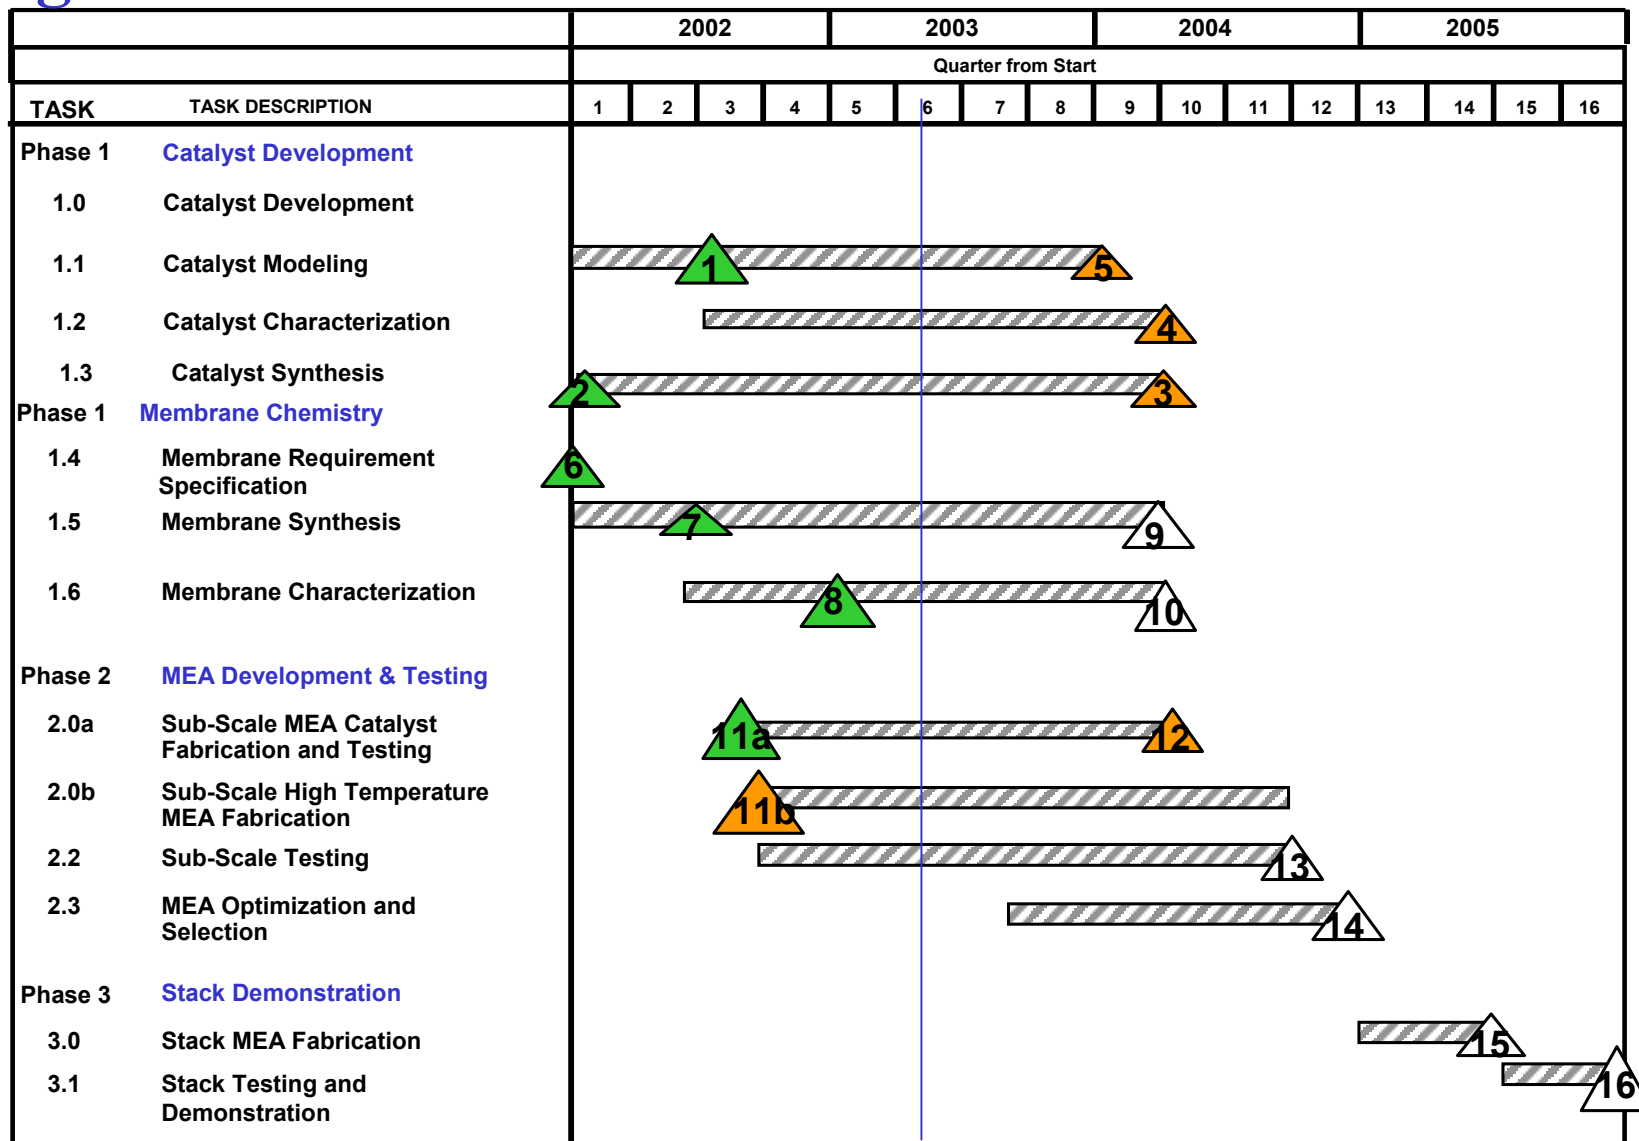 2002 2003 2004 2005
Quarter from Start
TASK TASK DESCRIPTION 1 2 3 4 5 6 7 8 9 10 11 12 13 14 15 16
Phase 1 Catalyst Development
1.0 Catalyst Development
1.1 Catalyst Modeling 1 5
1.2 Catalyst Characterization 4
1.3 Catalyst Synthesis 2 3
Phase 1 Membrane Chemistry
1.4 Membrane Requirement 6
Specification
1.5 Membrane Synthesis 7 9
1.6 Membrane Characterization 8 10
Phase 2 MEA Development & Testing
2.0a Sub-Scale MEA Catalyst 11a 12
Fabrication and Testing
2.0b Sub-Scale High Temperature 11b
MEA Fabrication
2.2 Sub-Scale Testing 13
2.3 MEA Optimization and 14
Selection
Phase 3 Stack Demonstration
3.0 Stack MEA Fabrication 15
3.1 Stack Testing and 16
Demonstration